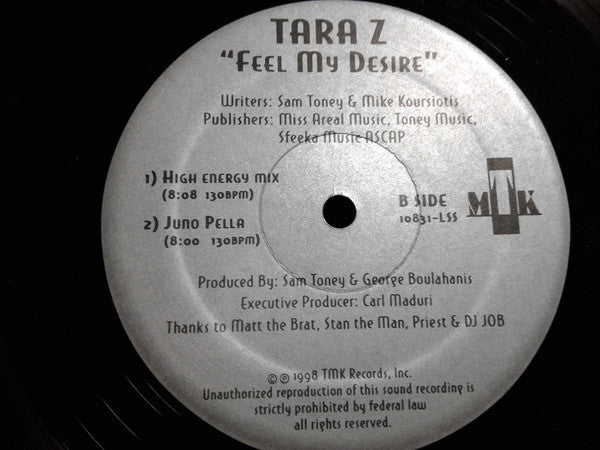 TARA Z
"FEEL MY DESIRE"
Writers: Sam Toney & Mike Koursiotis
Publishers: Miss Areal Music, Toney Music,
Sfeeka Music ASCAP
1) HIGH ENERGY MIX
(8:08 130BPM)
2) JUNO PELLA
(8:00 130BPM)
B SIDE
10831-LSS
MTK
Produced By: Sam Toney & George Boulahanis
Executive Producer: Carl Maduri
Thanks to Matt the Brat, Stan the Man, Priest & DJ JOB
©℗ 1998 TMK Records, Inc.
Unauthorized reproduction of this sound recording is
strictly prohibited by federal law
all rights reserved.